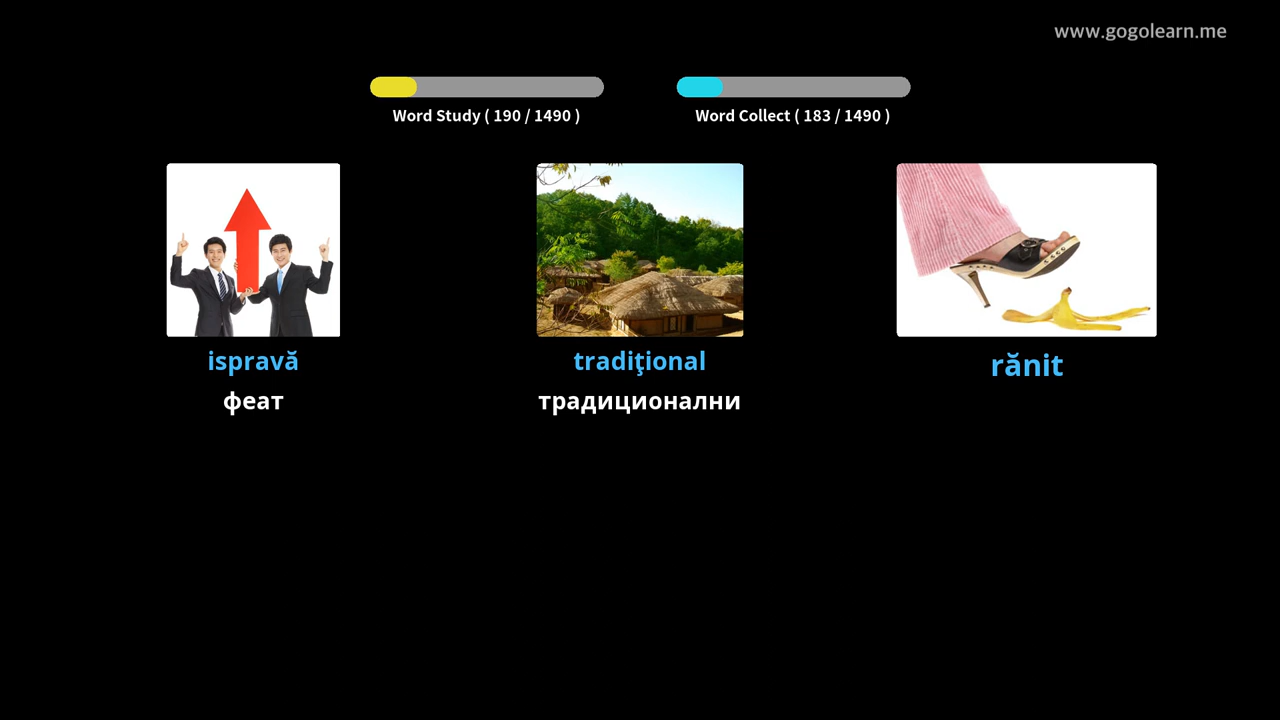 www.gogolearn.me
Word Study ( 190 / 1490 )
Word Collect ( 183 / 1490 )
ispravă
tradiţional
rănit
феат
традиционални